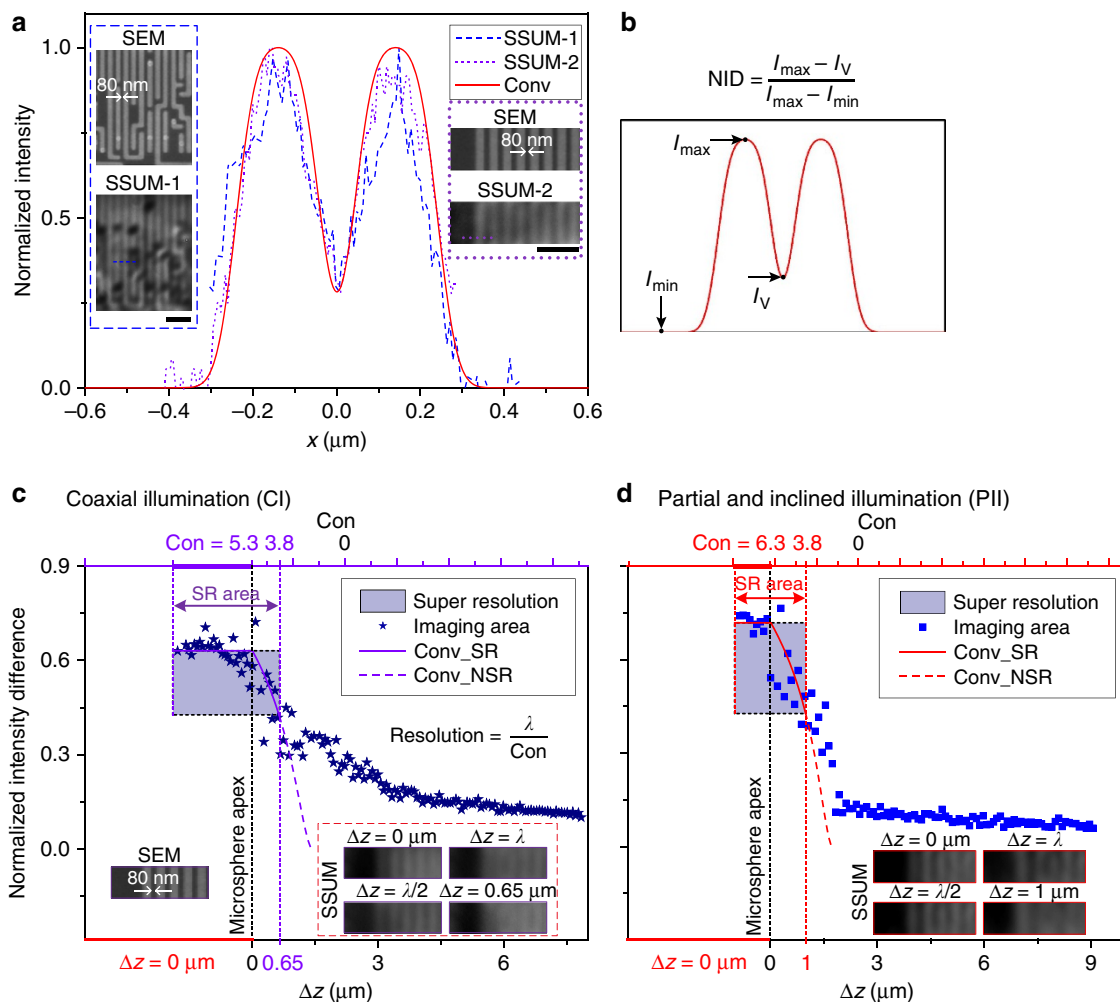 a
1.0
0.5
0.0
Normalized intensity
−0.6
−0.4
−0.2
0.0
0.2
0.4
0.6
x (μm)
SEM
80 nm
SSUM-1
SSUM-1
SSUM-2
Conv
SEM
80 nm
SSUM-2
b
NID = (Imax − IV) / (Imax − Imin)
Imax
Imin
IV
c Coaxial illumination (CI)
Con
Con = 5.3 3.8 0
0.9
0.6
0.3
0.0
Normalized intensity difference
SR area
Super resolution
Imaging area
Conv_SR
Conv_NSR
Resolution = λ / Con
Microsphere apex
SEM
80 nm
SSUM
Δz = 0 μm Δz = λ
Δz = λ/2 Δz = 0.65 μm
Δz = 0 μm 0 0.65 3 6
Δz (μm)
d Partial and inclined illumination (PII)
Con
Con = 6.3 3.8 0
SR area
Super resolution
Imaging area
Conv_SR
Conv_NSR
Microsphere apex
SSUM
Δz = 0 μm Δz = λ
Δz = λ/2 Δz = 1 μm
Δz = 0 μm 0 1 3 6 9
Δz (μm)